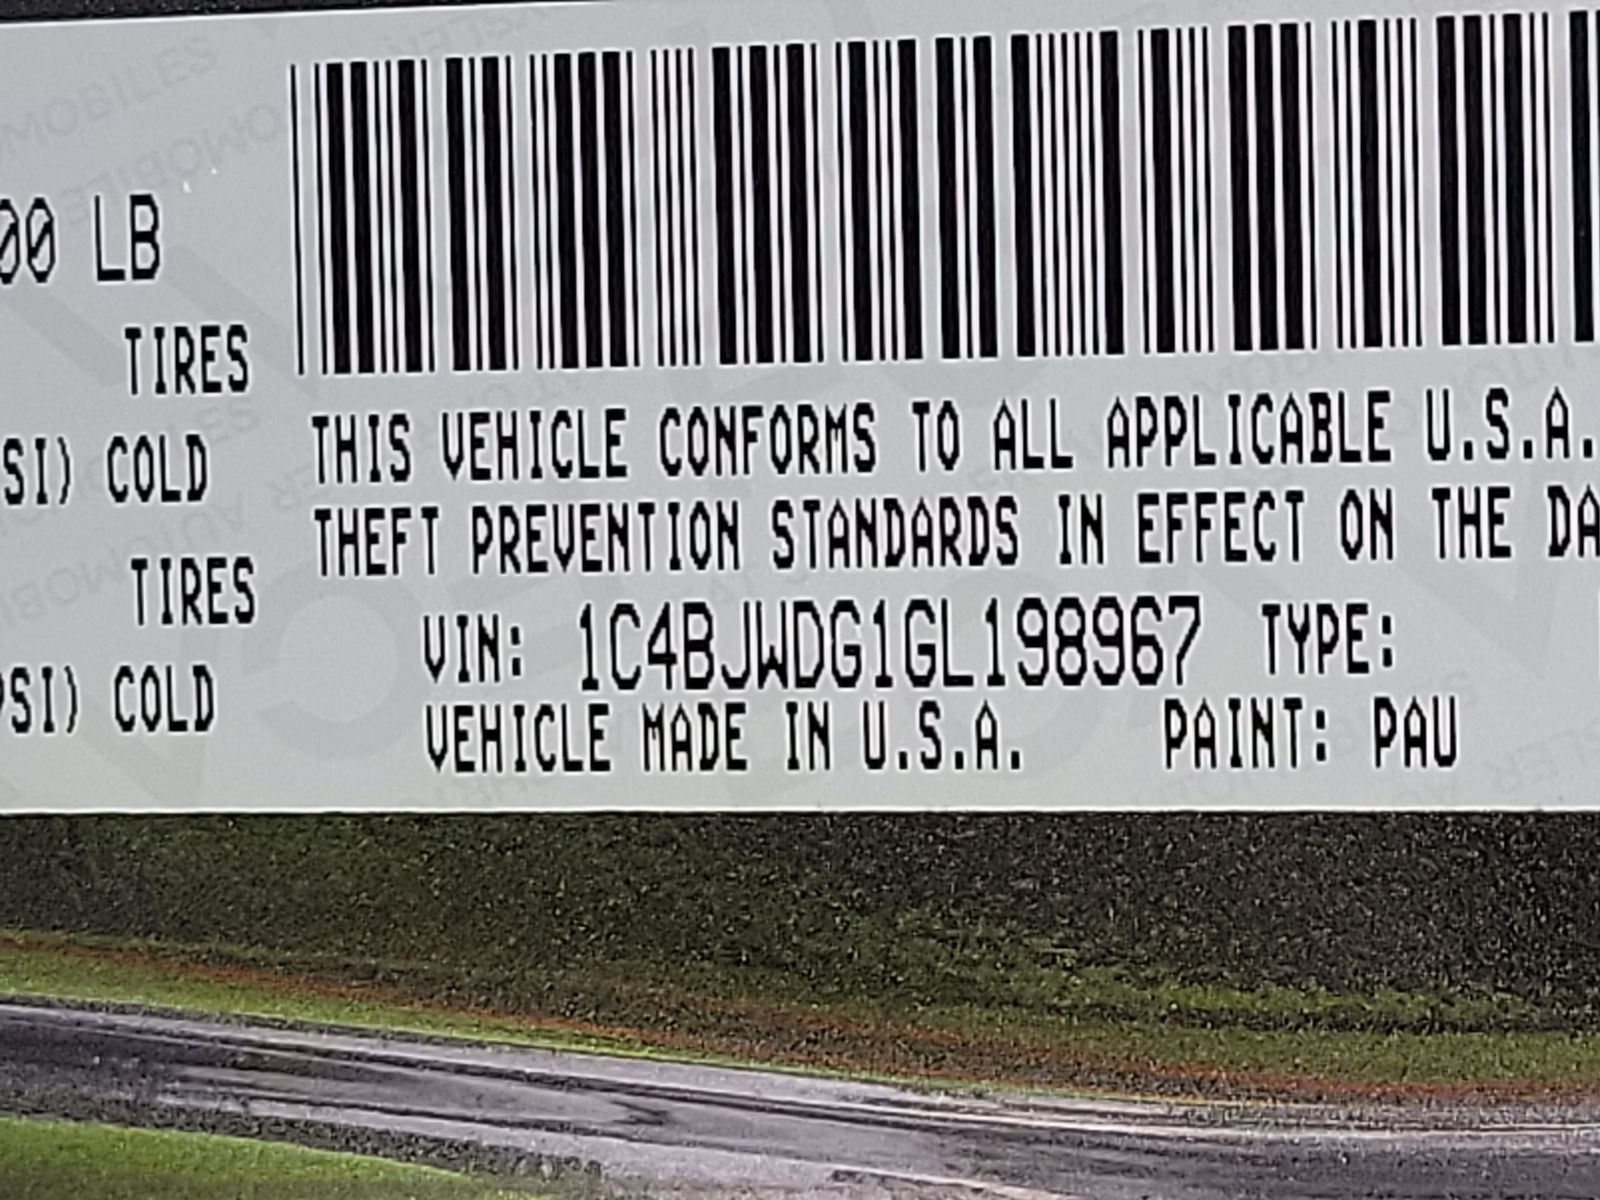 00 LB
TIRES
SI) COLD
TIRES
PSI) COLD
THIS VEHICLE CONFORMS TO ALL APPLICABLE U.S.A.
THEFT PREVENTION STANDARDS IN EFFECT ON THE DA
VIN: 1C4BJWDG1GL198967 TYPE:
VEHICLE MADE IN U.S.A. PAINT: PAU